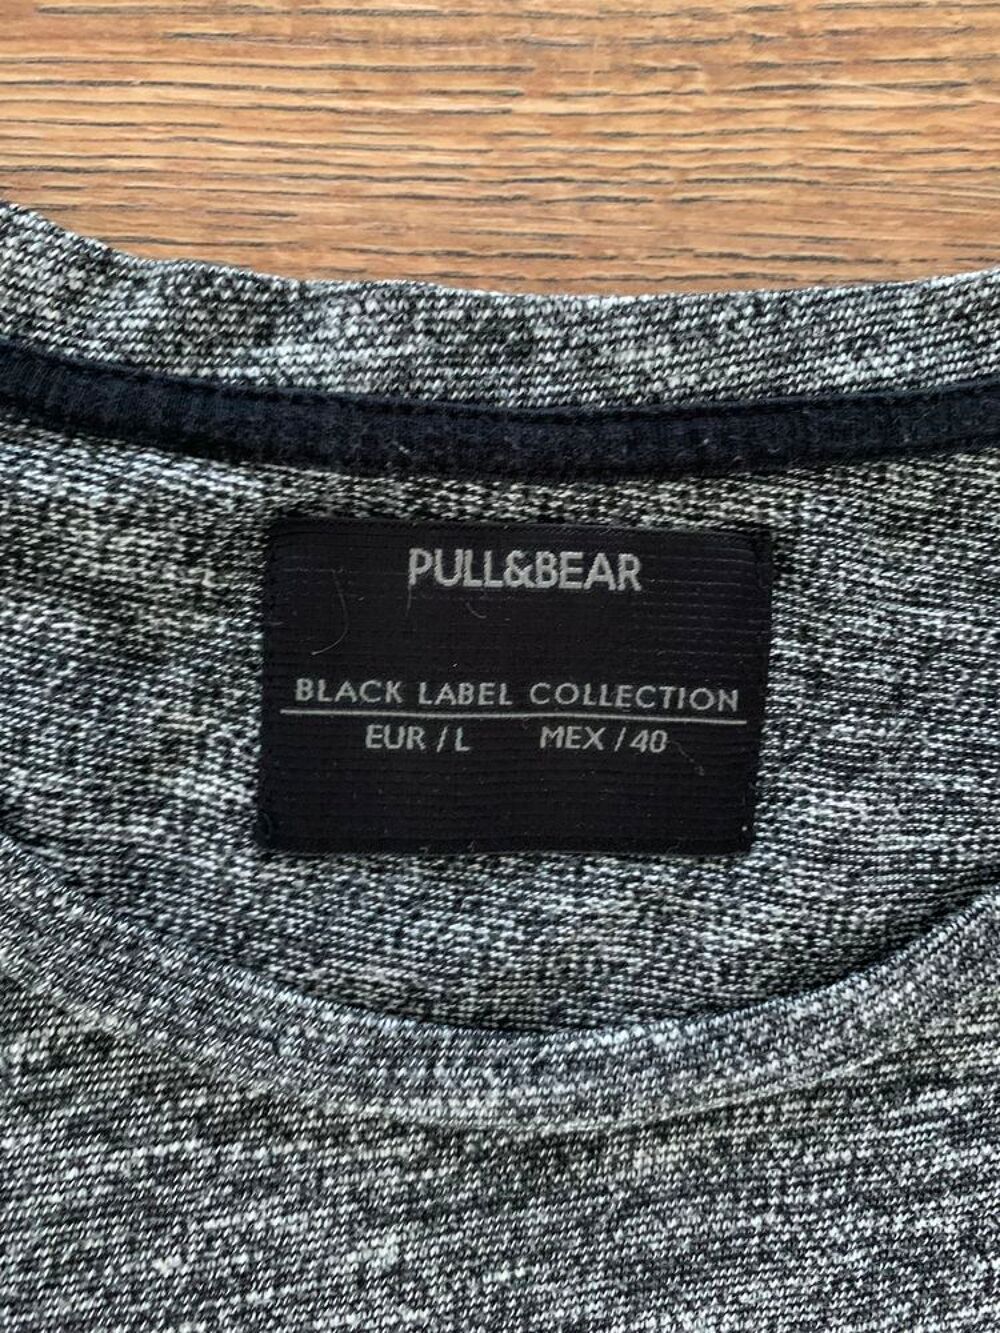 PULL&BEAR
BLACK LABEL COLLECTION
EUR / L MEX / 40